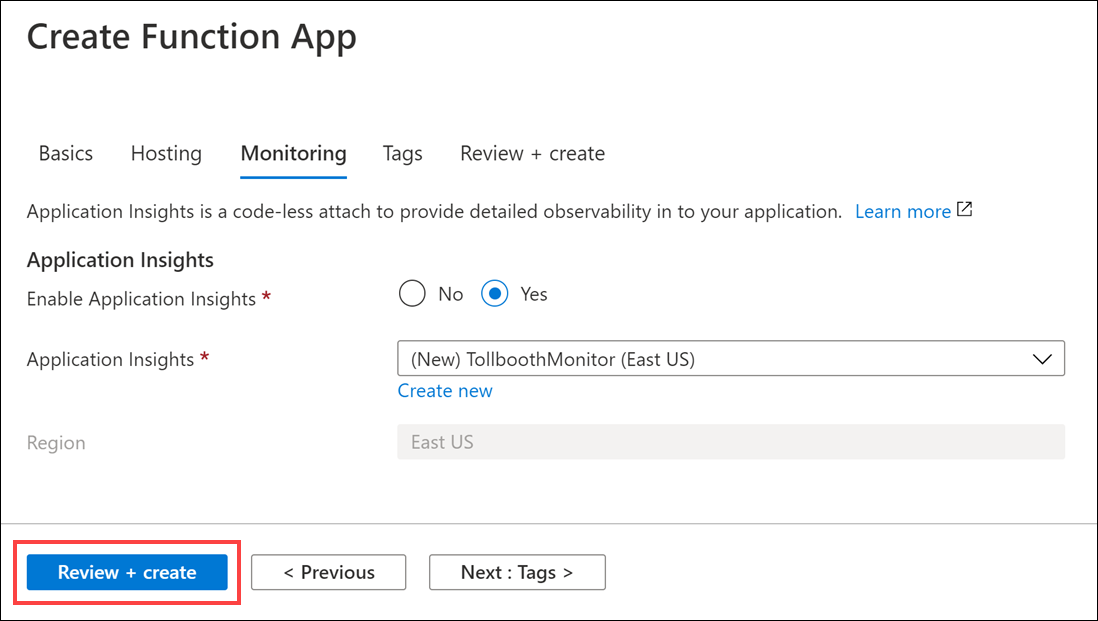 Create Function App
Basics Hosting Monitoring Tags Review + create
Application Insights is a code-less attach to provide detailed observability in to your application. Learn more
Application Insights
Enable Application Insights * No Yes
Application Insights * (New) TollboothMonitor (East US)
Create new
Region East US
Review + create < Previous Next : Tags >